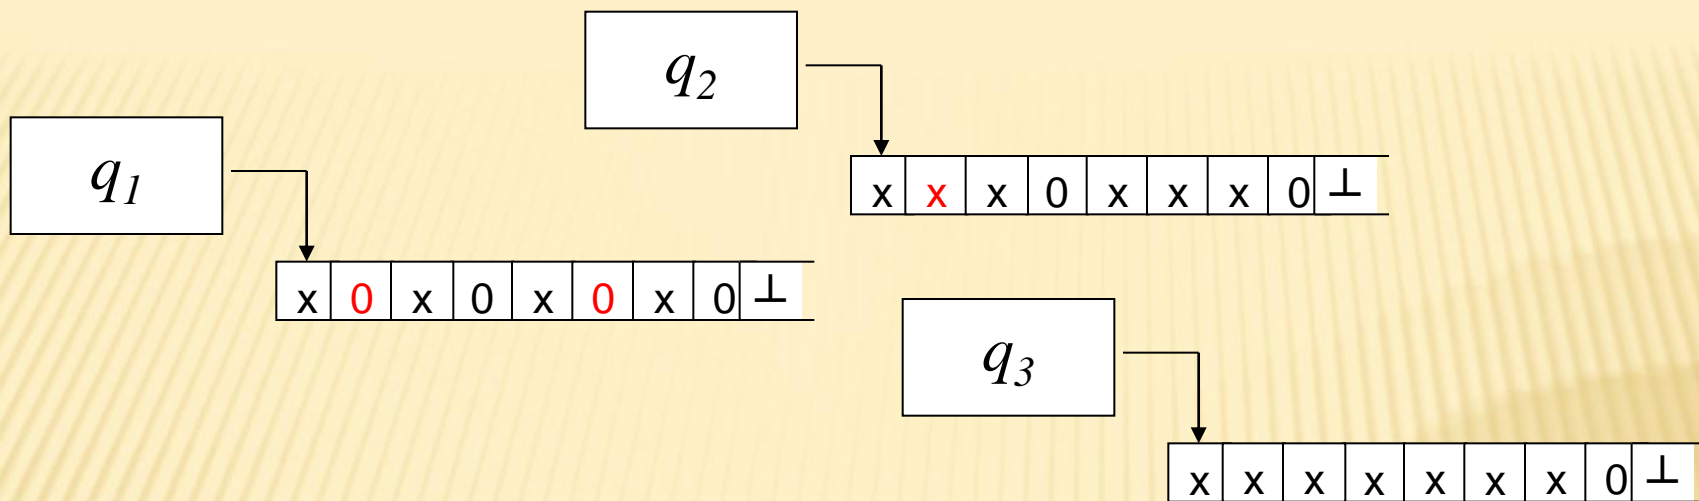 q2
q1
x x x 0 x x x 0 ⊥
x 0 x 0 x 0 x 0 ⊥
q3
x x x x x x x 0 ⊥